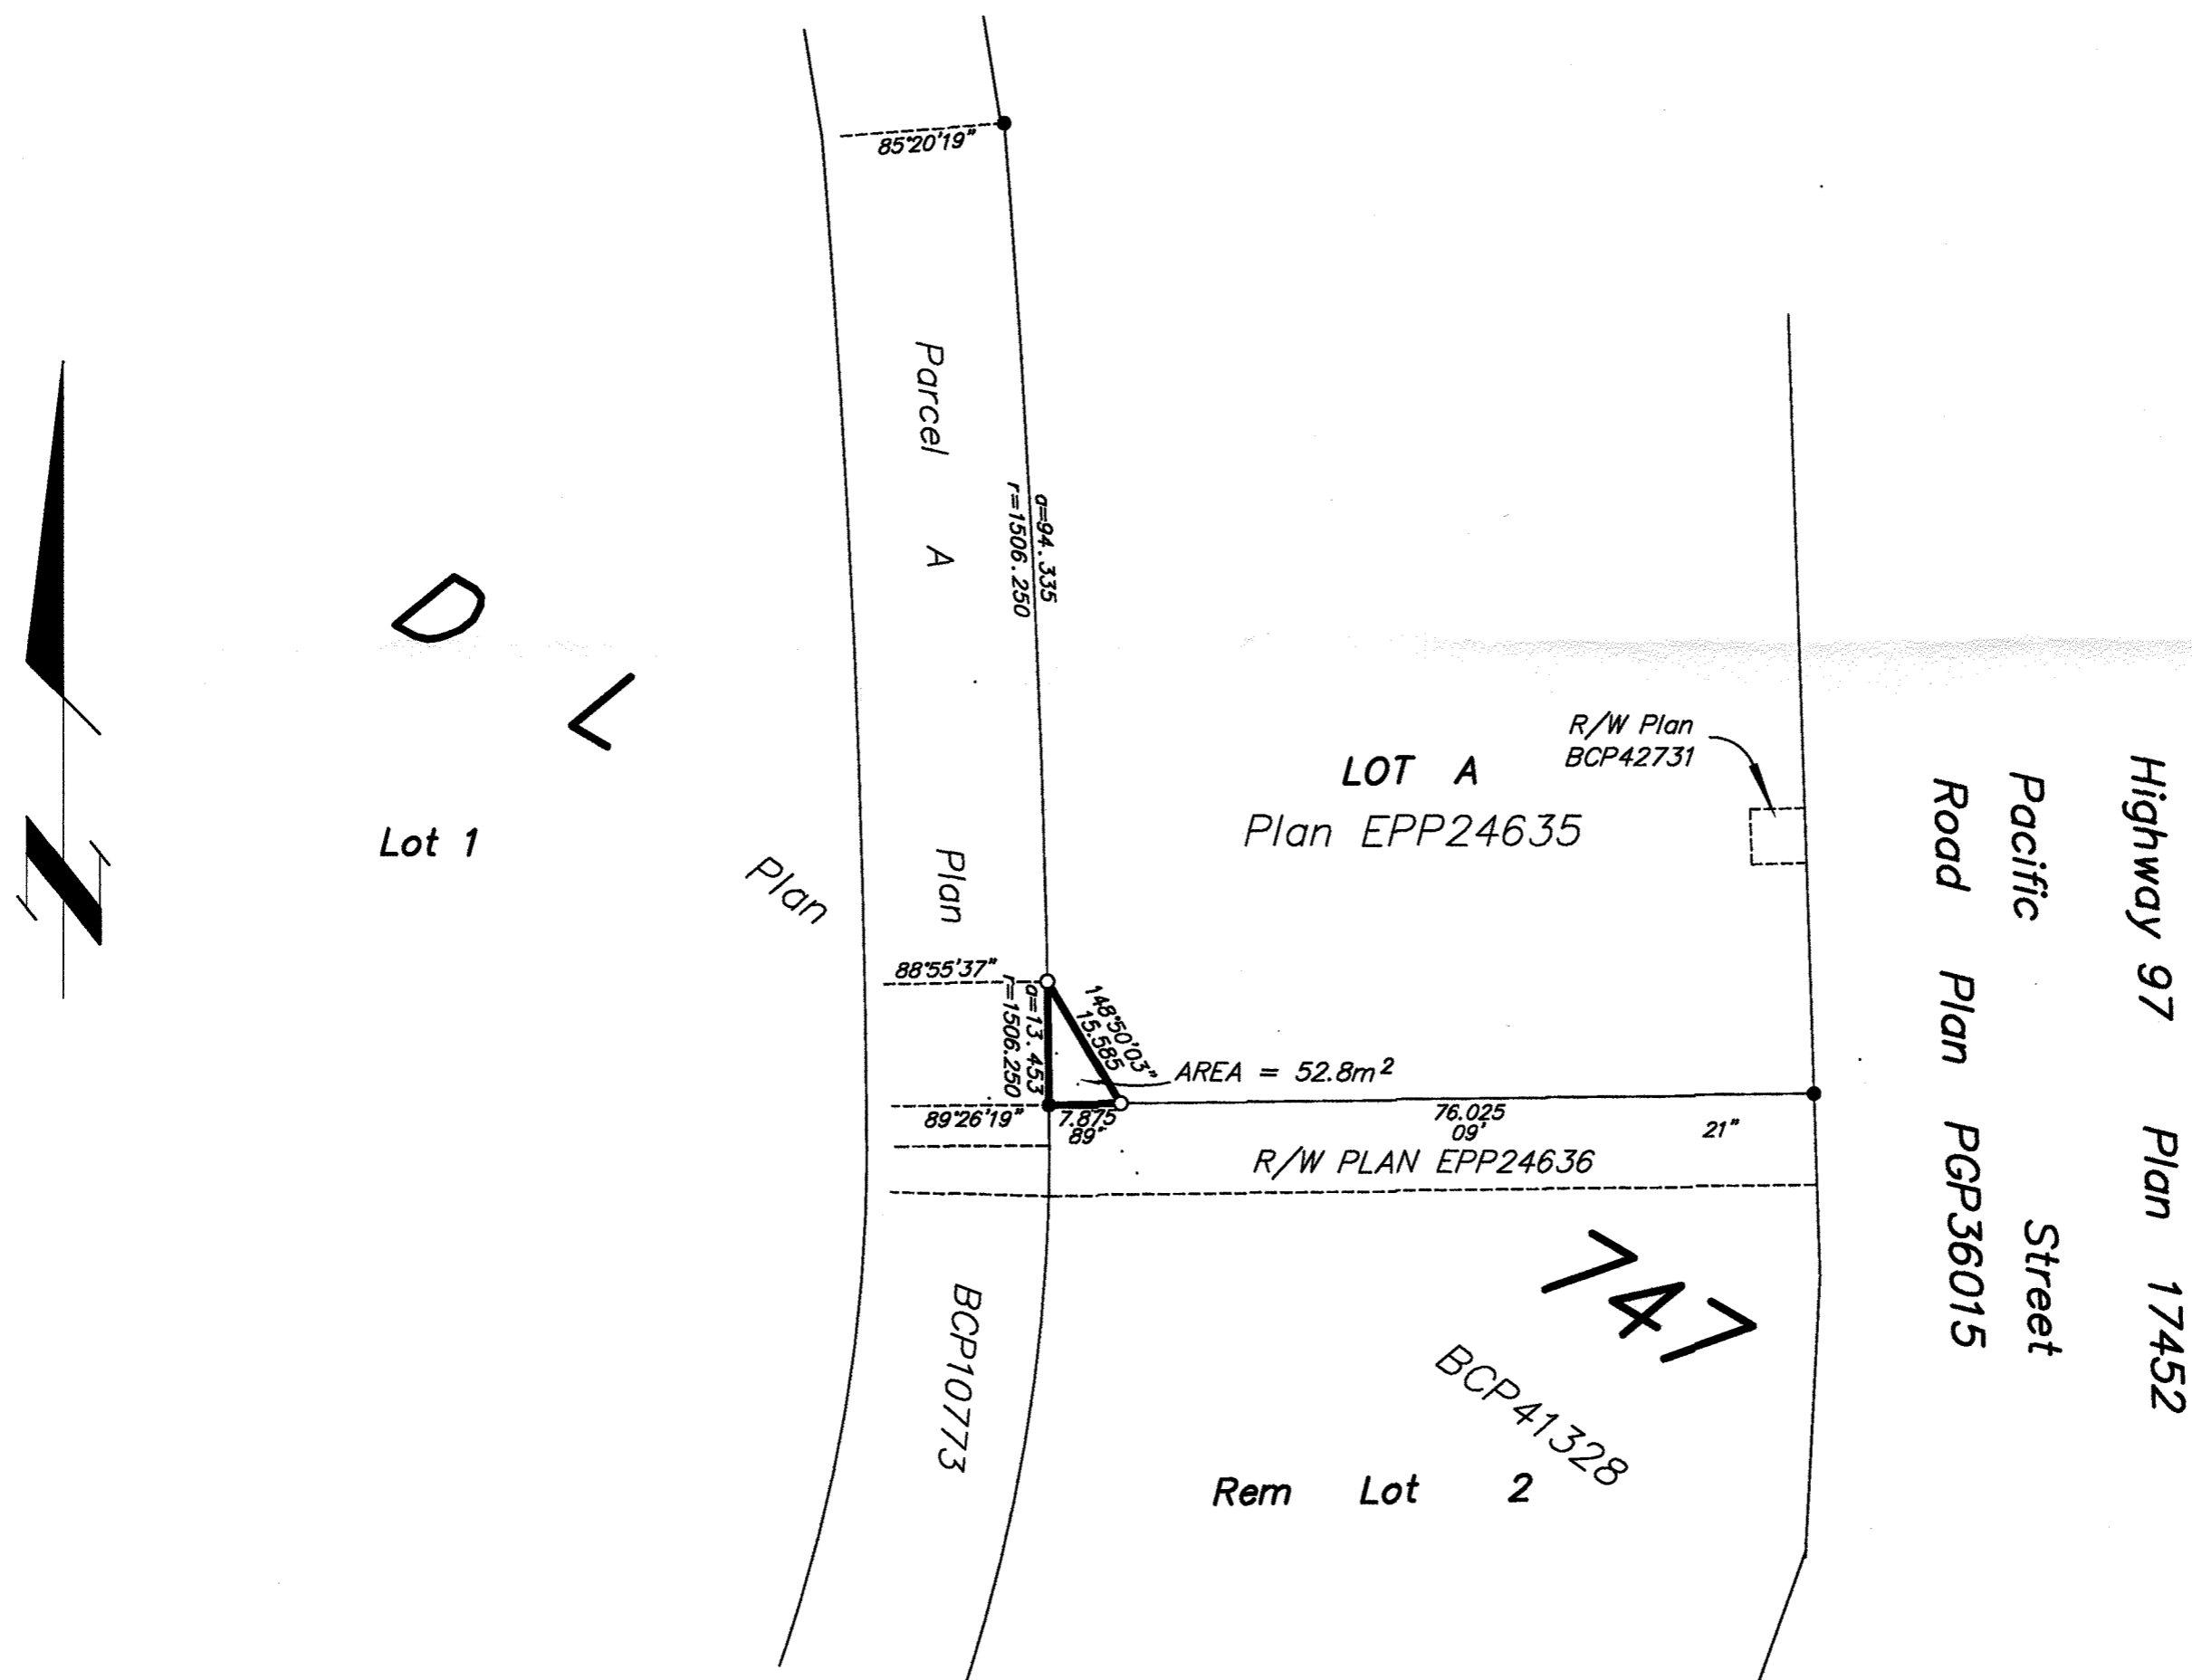 85°20'19"
Parcel A Plan BCP10773
a=94.335
r=1506.250
D L 747
N
Lot 1
Plan BCP41328
R/W Plan
BCP42731
LOT A
Plan EPP24635
88°55'37"
a=13.453
r=1506.250
148°50'03"
15.585
AREA = 52.8m²
89°26'19"
7.875
76.025
89° 09' 21"
R/W PLAN EPP24636
Rem Lot 2
Road Plan PGP36015
Pacific Street
Highway 97 Plan 17452